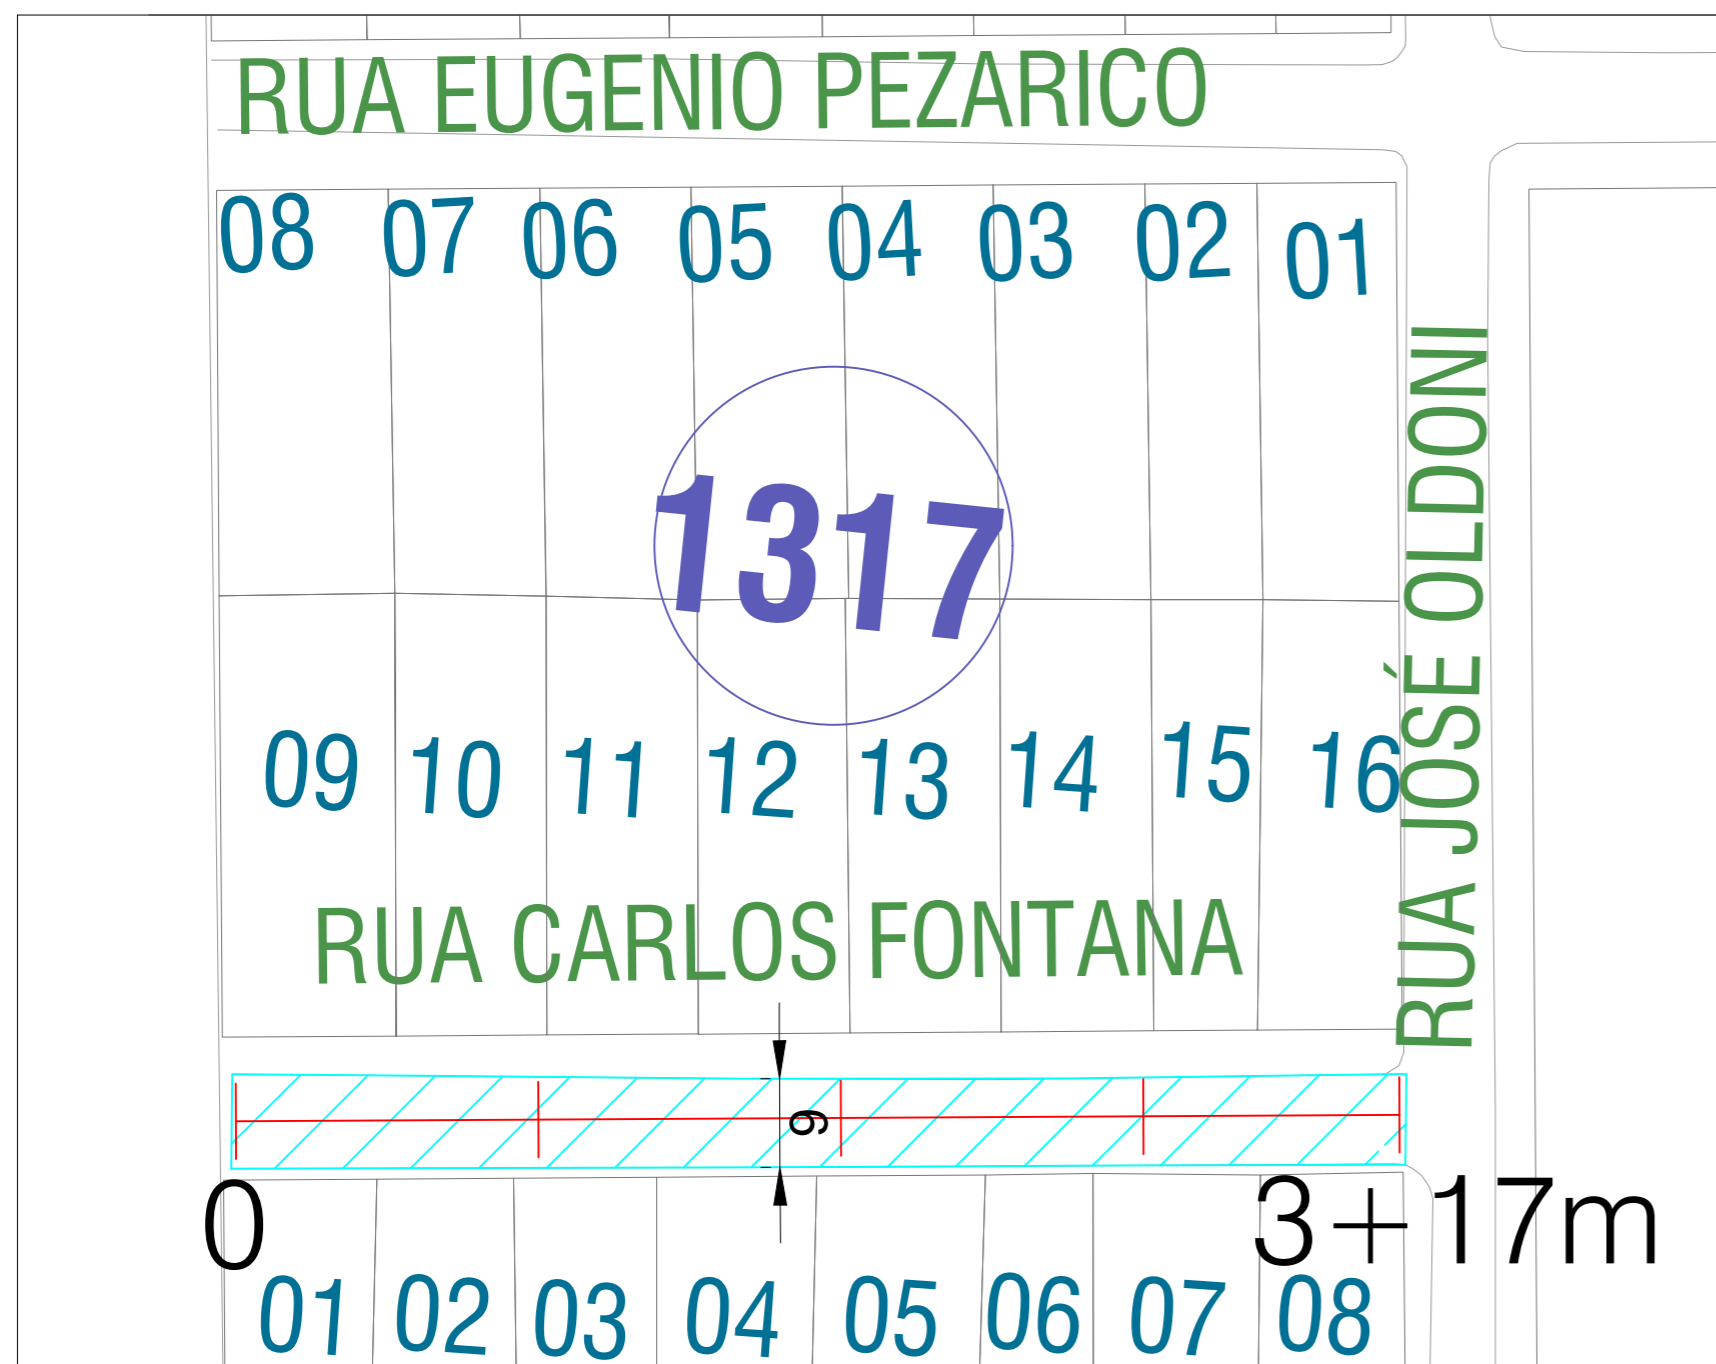 RUA EUGENIO PEZARICO
08 07 06 05 04 03 02 01
1317
RUA JOSÉ OLDONI
09 10 11 12 13 14 15 16
RUA CARLOS FONTANA
9
0 3+17m
01 02 03 04 05 06 07 08